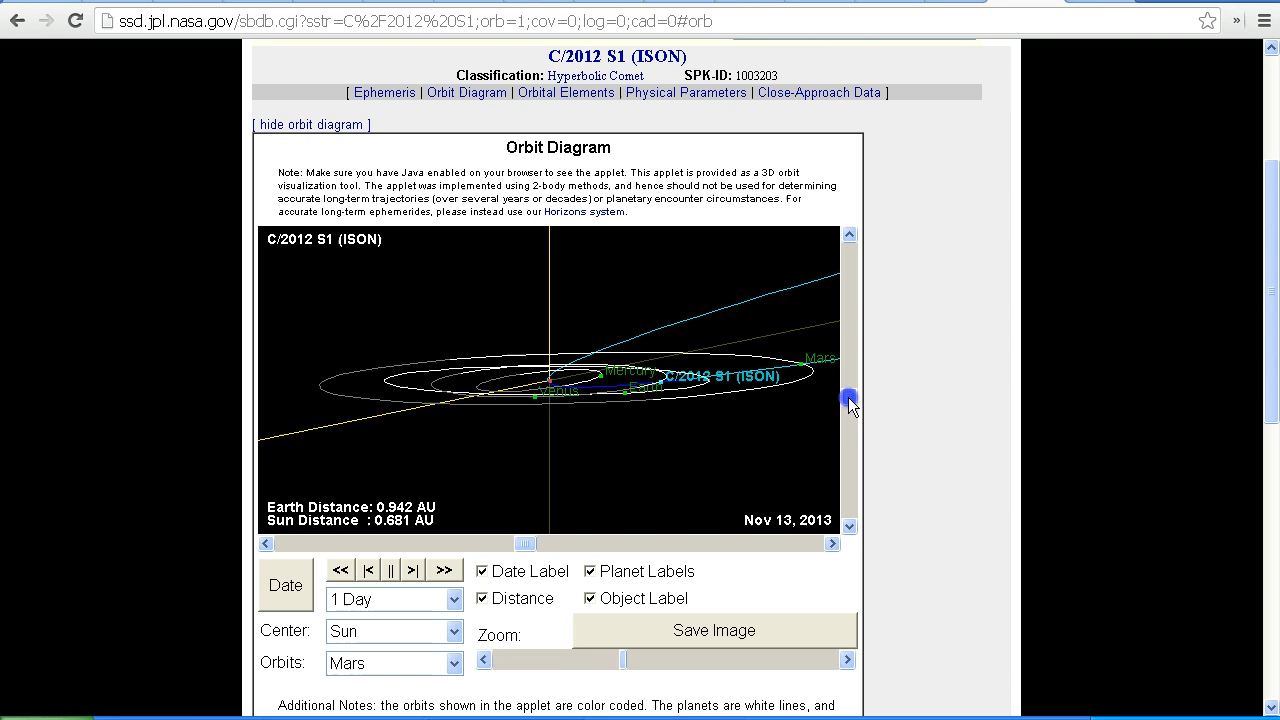 ssd.jpl.nasa.gov/sbdb.cgi?sstr=C%2F2012%20S1;orb=1;cov=0;log=0;cad=0#orb
C/2012 S1 (ISON)
Classification: Hyperbolic Comet SPK-ID: 1003203
[ Ephemeris | Orbit Diagram | Orbital Elements | Physical Parameters | Close-Approach Data ]
[ hide orbit diagram ]
Orbit Diagram
Note: Make sure you have Java enabled on your browser to see the applet. This applet is provided as a 3D orbit
visualization tool. The applet was implemented using 2-body methods, and hence should not be used for determining
accurate long-term trajectories (over several years or decades) or planetary encounter circumstances. For
accurate long-term ephemerides, please instead use our Horizons system.
C/2012 S1 (ISON)
Mars
Mercury
C/2012 S1 (ISON)
Venus
Earth
Earth Distance: 0.942 AU
Sun Distance : 0.681 AU
Nov 13, 2013
Date
<< |< || >| >>
Date Label
Planet Labels
1 Day
Distance
Object Label
Center: Sun
Zoom:
Save Image
Orbits: Mars
Additional Notes: the orbits shown in the applet are color coded. The planets are white lines, and